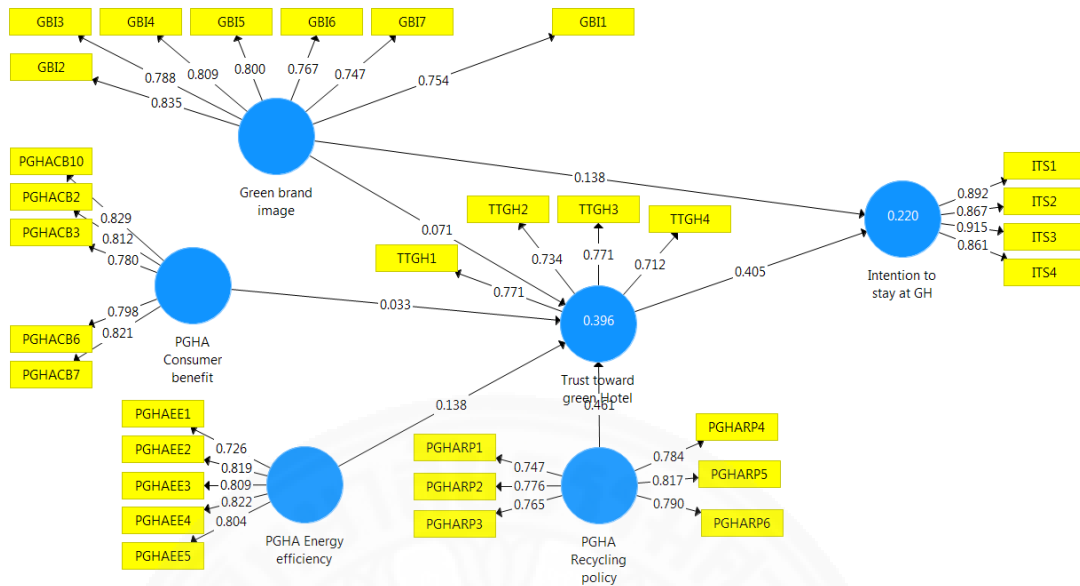 GBI3
GBI4
GBI5
GBI6
GBI7
GBI1
GBI2
0.788
0.809
0.800
0.767
0.747
0.754
0.835
Green brand
image
PGHACB10
PGHACB2
PGHACB3
PGHACB6
PGHACB7
0.829
0.812
0.780
0.798
0.821
PGHA
Consumer
benefit
0.138
0.071
0.033
TTGH1
TTGH2
TTGH3
TTGH4
0.771
0.734
0.771
0.712
0.396
Trust toward
green Hotel
0.405
0.220
Intention to
stay at GH
ITS1
ITS2
ITS3
ITS4
0.892
0.867
0.915
0.861
0.138
0.461
PGHAEE1
PGHAEE2
PGHAEE3
PGHAEE4
PGHAEE5
0.726
0.819
0.809
0.822
0.804
PGHA Energy
efficiency
PGHARP1
PGHARP2
PGHARP3
0.747
0.776
0.765
PGHARP4
PGHARP5
PGHARP6
0.784
0.817
0.790
PGHA
Recycling
policy